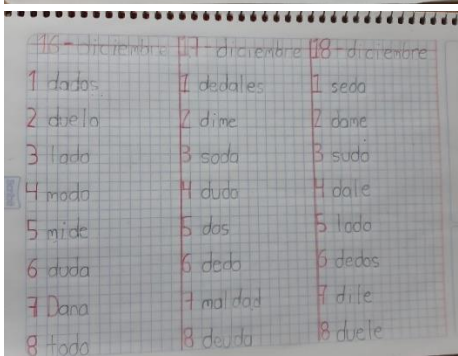 16-diciembre 17-diciembre 18-diciembre
1 dados 1 dedales 1 seda
2 duelo 2 dime 2 dame
3 lado 3 soda 3 sudo
4 modo 4 dudo 4 dale
5 mide 5 dos 5 lodo
6 duda 6 dedo 6 dedos
7 Dana 7 maldad 7 dile
8 todo 8 deuda 8 duele